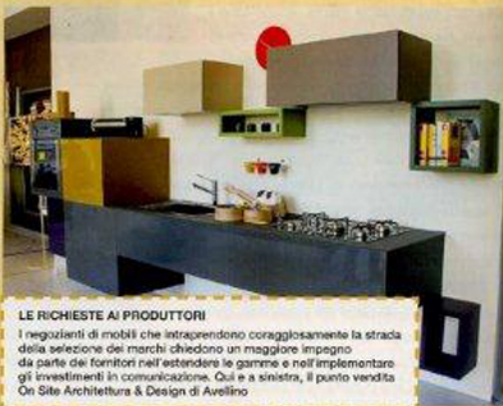 LE RICHIESTE AI PRODUTTORI
I negozianti di mobili che intraprendono coraggiosamente la strada
della selezione dei marchi chiedono un maggiore impegno
da parte dei fornitori nell'estendere le gamme e nell'implementare
gli investimenti in comunicazione. Qui e a sinistra, il punto vendita
On Site Architettura & Design di Avellino